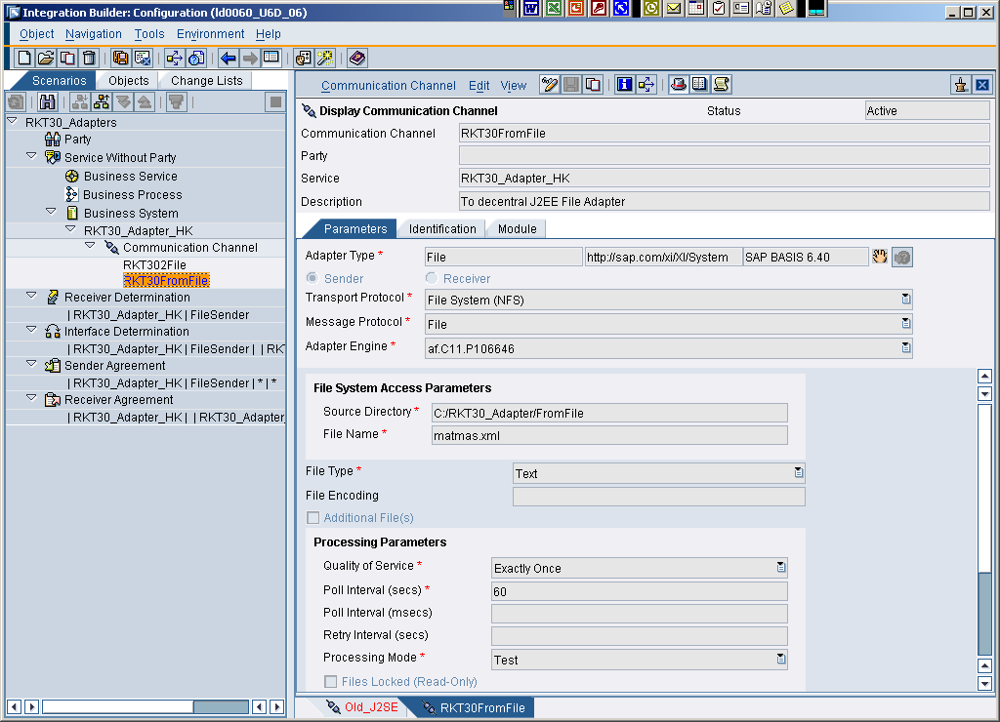 Integration Builder: Configuration (ld0060_U6D_06)
Object Navigation Tools Environment Help
Scenarios Objects Change Lists
RKT30_Adapters
Party
Service Without Party
Business Service
Business Process
Business System
RKT30_Adapter_HK
Communication Channel
RKT302File
RKT30FromFile
Receiver Determination
| RKT30_Adapter_HK | FileSender
Interface Determination
| RKT30_Adapter_HK | FileSender | | RKT
Sender Agreement
| RKT30_Adapter_HK | FileSender | * | *
Receiver Agreement
| RKT30_Adapter_HK | | RKT30_Adapter_
Communication Channel Edit View
Display Communication Channel Status Active
Communication Channel RKT30FromFile
Party
Service RKT30_Adapter_HK
Description To decentral J2EE File Adapter
Parameters Identification Module
Adapter Type * File http://sap.com/xi/XI/System SAP BASIS 6.40
Sender Receiver
Transport Protocol * File System (NFS)
Message Protocol * File
Adapter Engine * af.C11.P106646
File System Access Parameters
Source Directory * C:/RKT30_Adapter/FromFile
File Name * matmas.xml
File Type * Text
File Encoding
Additional File(s)
Processing Parameters
Quality of Service * Exactly Once
Poll Interval (secs) * 60
Poll Interval (msecs)
Retry Interval (secs)
Processing Mode * Test
Files Locked (Read-Only)
Old_J2SE RKT30FromFile